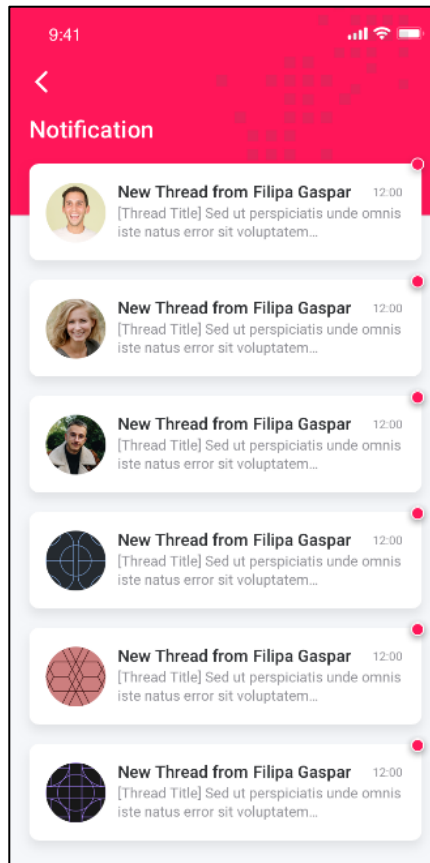 9:41
Notification
New Thread from Filipa Gaspar 12:00
[Thread Title] Sed ut perspiciatis unde omnis
iste natus error sit voluptatem...
New Thread from Filipa Gaspar 12:00
[Thread Title] Sed ut perspiciatis unde omnis
iste natus error sit voluptatem...
New Thread from Filipa Gaspar 12:00
[Thread Title] Sed ut perspiciatis unde omnis
iste natus error sit voluptatem...
New Thread from Filipa Gaspar 12:00
[Thread Title] Sed ut perspiciatis unde omnis
iste natus error sit voluptatem...
New Thread from Filipa Gaspar 12:00
[Thread Title] Sed ut perspiciatis unde omnis
iste natus error sit voluptatem...
New Thread from Filipa Gaspar 12:00
[Thread Title] Sed ut perspiciatis unde omnis
iste natus error sit voluptatem...